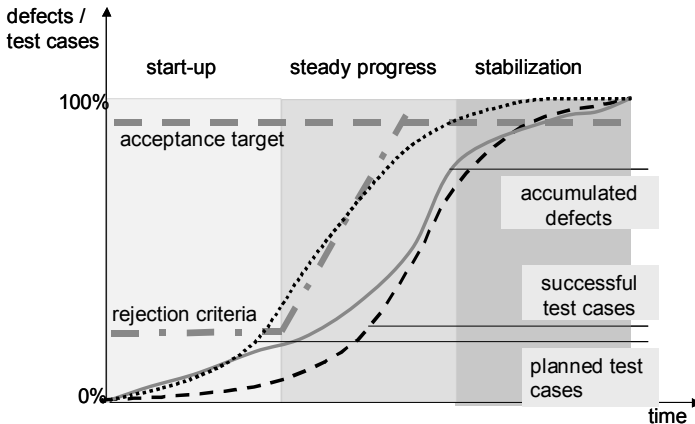 defects /
test cases
start-up
steady progress
stabilization
100%
acceptance target
accumulated
defects
successful
test cases
rejection criteria
planned test
cases
0%
time